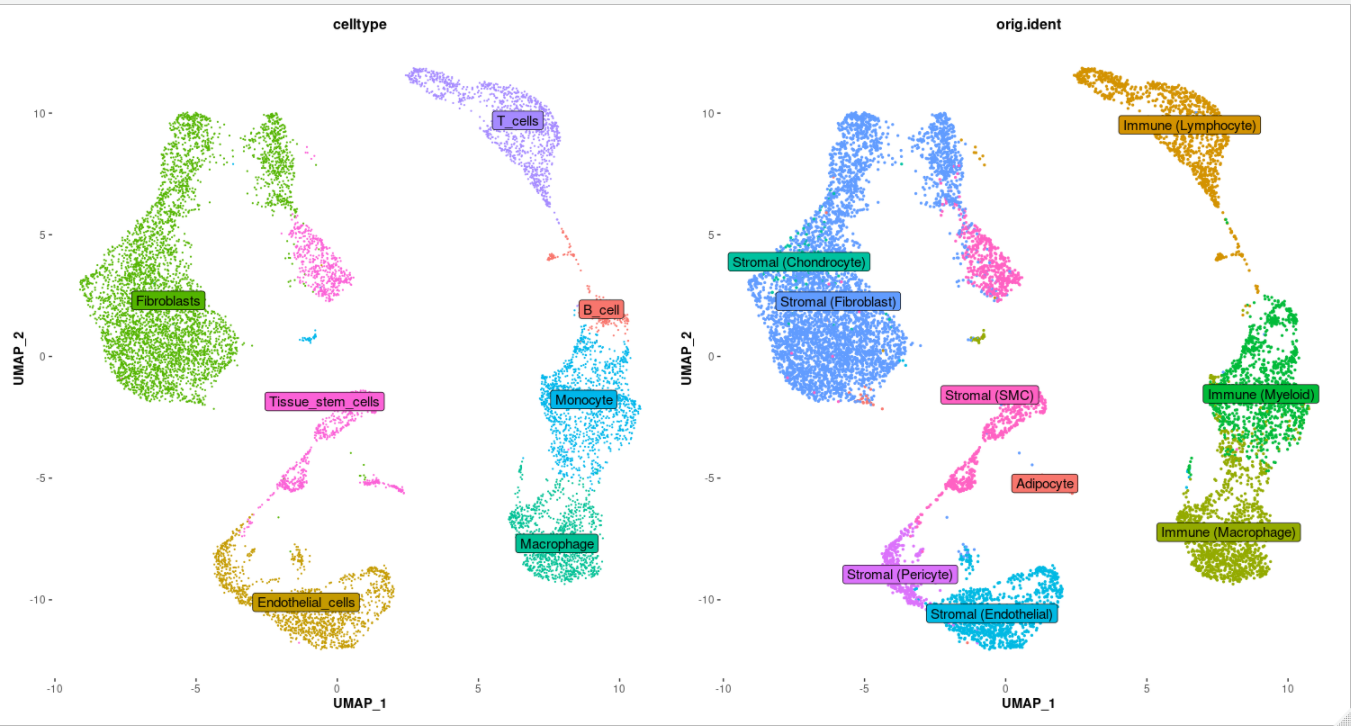 celltype
orig.ident
T_cells
Immune (Lymphocyte)
10
10
5
5
Stromal (Chondrocyte)
Fibroblasts
Stromal (Fibroblast)
B_cell
UMAP_2
UMAP_2
0
0
Tissue_stem_cells
Monocyte
Stromal (SMC)
Immune (Myeloid)
-5
-5
Adipocyte
Macrophage
Immune (Macrophage)
Stromal (Pericyte)
-10
-10
Endothelial_cells
Stromal (Endothelial)
-10 -5 0 5 10
-10 -5 0 5 10
UMAP_1
UMAP_1